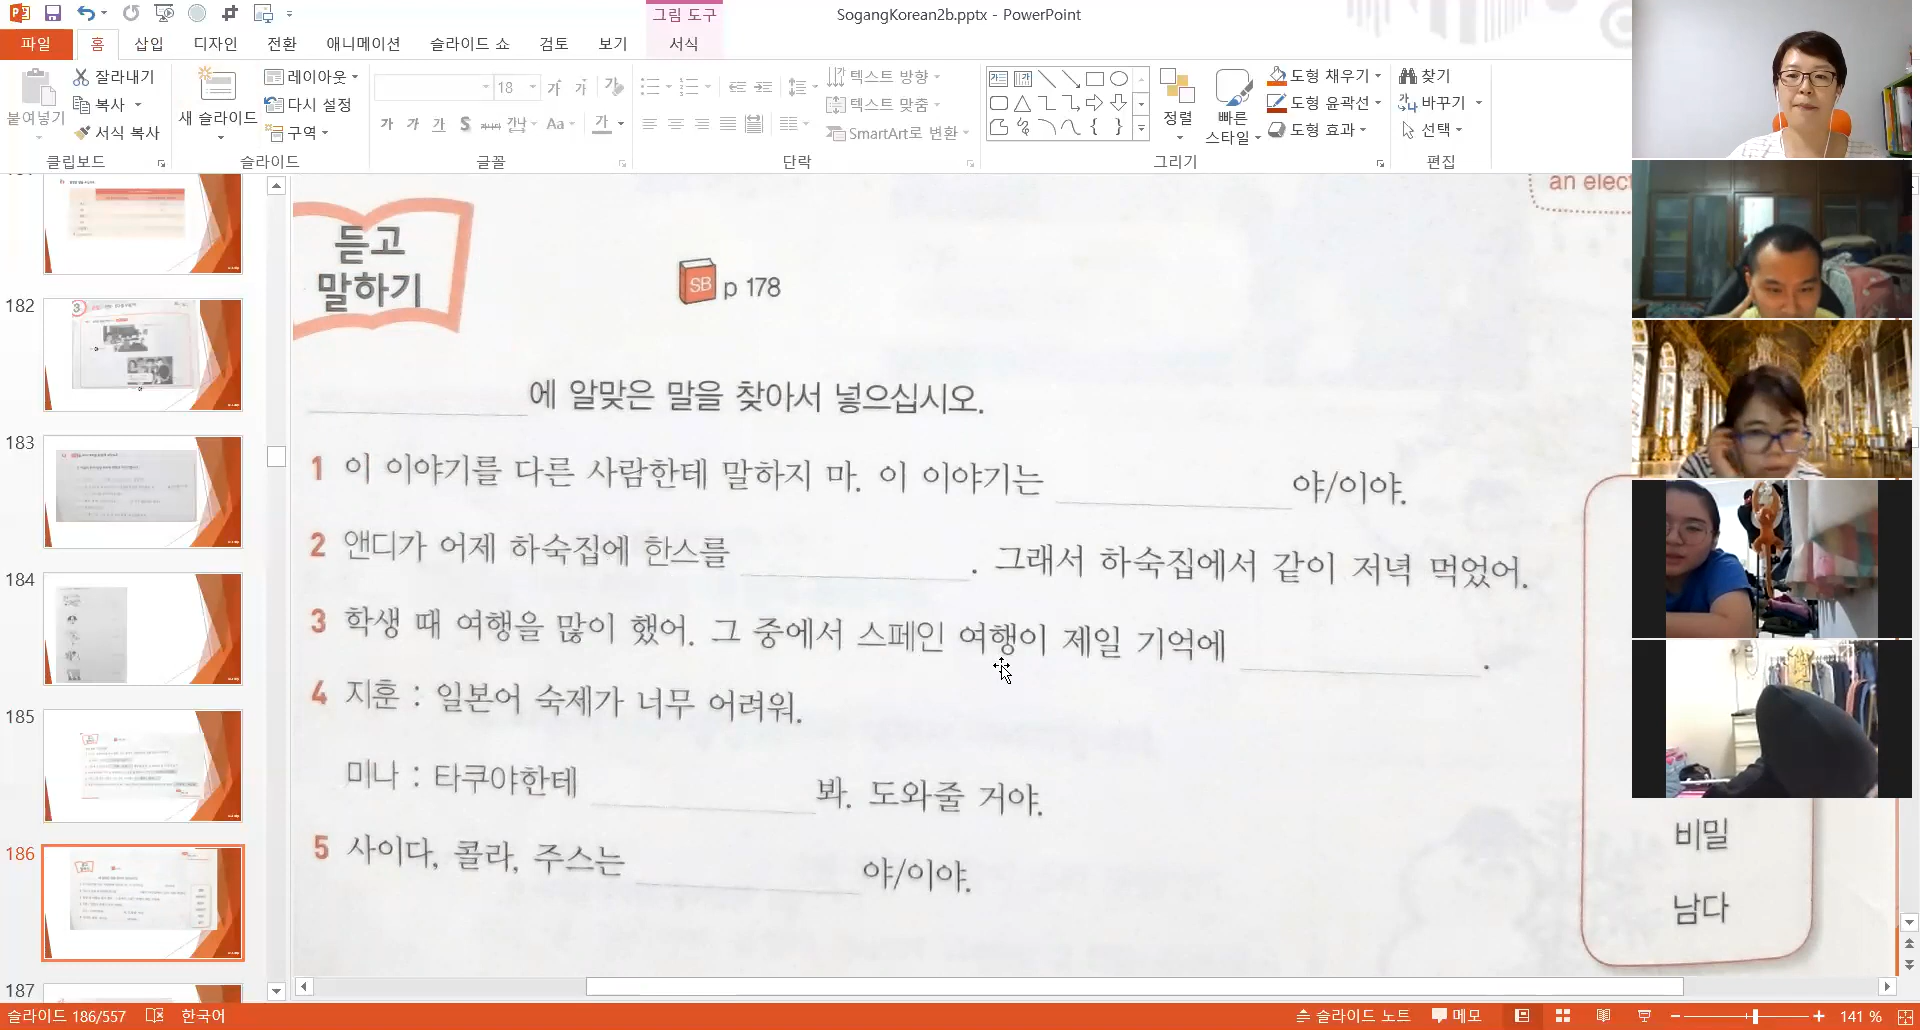 SogangKorean2b.pptx - PowerPoint
그림 도구
파일 홈 삽입 디자인 전환 애니메이션 슬라이드 쇼 검토 보기 서식
붙여넣기
잘라내기
복사
서식 복사
클립보드
새 슬라이드
레이아웃
다시 설정
구역
슬라이드
18
글꼴
텍스트 방향
텍스트 맞춤
SmartArt로 변환
단락
정렬
빠른 스타일
도형 채우기
도형 윤곽선
도형 효과
그리기
찾기
바꾸기
선택
편집
182
183
184
185
186
187
an elect
듣고
말하기
SB p 178
에 알맞은 말을 찾아서 넣으십시오.
1 이 이야기를 다른 사람한테 말하지 마. 이 이야기는 야/이야.
2 앤디가 어제 하숙집에 한스를 . 그래서 하숙집에서 같이 저녁 먹었어.
3 학생 때 여행을 많이 했어. 그 중에서 스페인 여행이 제일 기억에 .
4 지훈 : 일본어 숙제가 너무 어려워.
미나 : 타쿠야한테 봐. 도와줄 거야.
5 사이다, 콜라, 주스는 야/이야.
비밀
남다
슬라이드 186/557 한국어 슬라이드 노트 메모 141 %